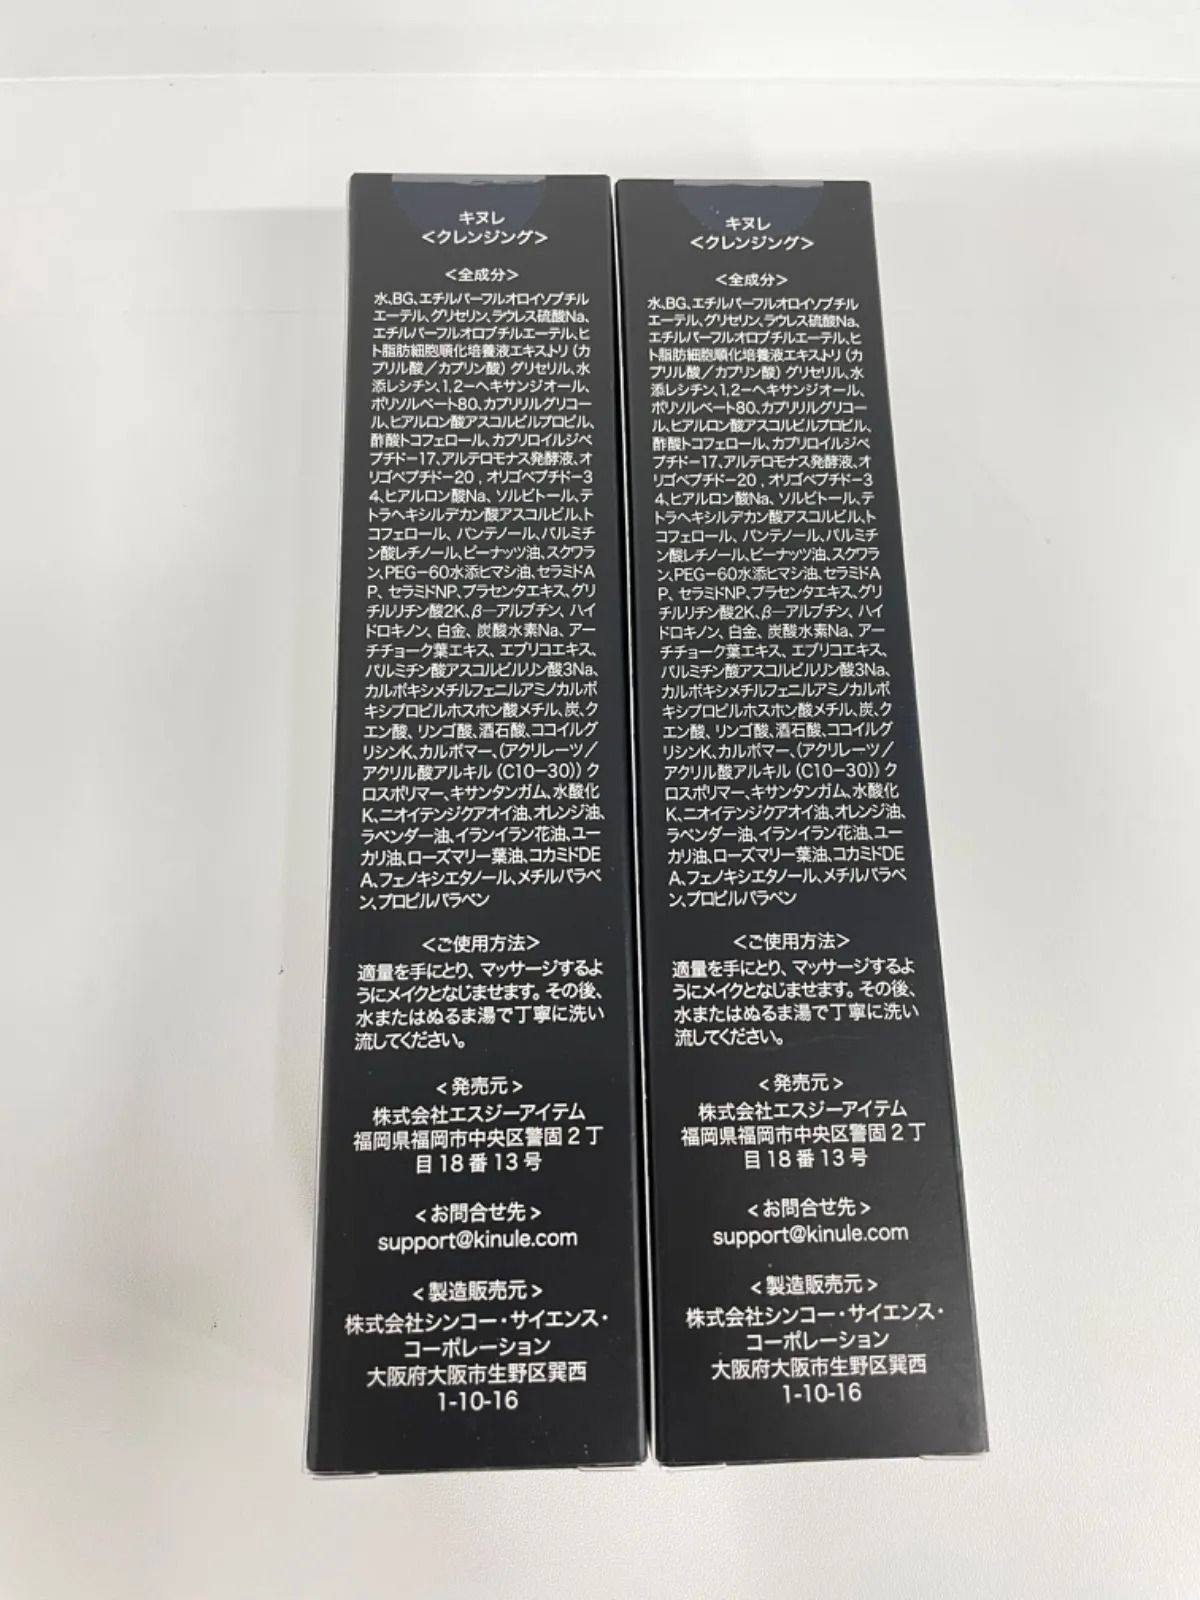 キヌレ
<クレンジング>
<全成分>
水、BG、エチルパーフルオロイソブチル
エーテル、グリセリン、ラウレス硫酸Na、
エチルパーフルオロブチルエーテル、ヒ
ト脂肪細胞順化培養液エキス、トリ(カ
プリル酸/カプリン酸)グリセリル、水
添レシチン、1,2-ヘキサンジオール、
ポリソルベート80、カプリリルグリコー
ル、ヒアルロン酸アスコルビルプロピル、
酢酸トコフェロール、カプロイルジペ
プチド-17、アルテロモナス発酵液、オ
リゴペプチド-20 , オリゴペプチド-3
4、ヒアルロン酸Na、ソルビトール、テ
トラヘキシルデカン酸アスコルビル、ト
コフェロール、パンテノール、パルミチ
ン酸レチノール、ピーナッツ油、スクワラ
ン、PEG-60水添ヒマシ油、セラミドA
P、セラミドNP、プラセンタエキス、グリ
チルリチン酸2K、β-アルブチン、ハイ
ドロキノン、白金、炭酸水素Na、アー
チチョーク葉エキス、エブリコエキス、
パルミチン酸アスコルビルリン酸3Na、
カルボキシメチルフェニルアミノカルボ
キシプロピルホスホン酸メチル、炭、ク
エン酸、リンゴ酸、酒石酸、ココイルグ
リシンK、カルボマー、(アクリレーツ/
アクリル酸アルキル(C10-30))ク
ロスポリマー、キサンタンガム、水酸化
K、ニオイテンジクアオイ油、オレンジ油、
ラベンダー油、イランイラン花油、ユー
カリ油、ローズマリー葉油、コカミドDE
A、フェノキシエタノール、メチルパラベ
ン、プロピルパラベン
<ご使用方法>
適量を手にとり、マッサージするよ
うにメイクとなじませます。その後、
水またはぬるま湯で丁寧に洗い
流してください。
<発売元>
株式会社エスジーアイテム
福岡県福岡市中央区警固2丁
目18番13号
<お問合せ先>
support@kinule.com
<製造販売元>
株式会社シンコー・サイエンス・
コーポレーション
大阪府大阪市生野区巽西
1-10-16
キヌレ
<クレンジング>
<全成分>
水、BG、エチルパーフルオロイソブチル
エーテル、グリセリン、ラウレス硫酸Na、
エチルパーフルオロブチルエーテル、ヒ
ト脂肪細胞順化培養液エキス、トリ(カ
プリル酸/カプリン酸)グリセリル、水
添レシチン、1,2-ヘキサンジオール、
ポリソルベート80、カプリリルグリコー
ル、ヒアルロン酸アスコルビルプロピル、
酢酸トコフェロール、カプロイルジペ
プチド-17、アルテロモナス発酵液、オ
リゴペプチド-20 , オリゴペプチド-3
4、ヒアルロン酸Na、ソルビトール、テ
トラヘキシルデカン酸アスコルビル、ト
コフェロール、パンテノール、パルミチ
ン酸レチノール、ピーナッツ油、スクワラ
ン、PEG-60水添ヒマシ油、セラミドA
P、セラミドNP、プラセンタエキス、グリ
チルリチン酸2K、β-アルブチン、ハイ
ドロキノン、白金、炭酸水素Na、アー
チチョーク葉エキス、エブリコエキス、
パルミチン酸アスコルビルリン酸3Na、
カルボキシメチルフェニルアミノカルボ
キシプロピルホスホン酸メチル、炭、ク
エン酸、リンゴ酸、酒石酸、ココイルグ
リシンK、カルボマー、(アクリレーツ/
アクリル酸アルキル(C10-30))ク
ロスポリマー、キサンタンガム、水酸化
K、ニオイテンジクアオイ油、オレンジ油、
ラベンダー油、イランイラン花油、ユー
カリ油、ローズマリー葉油、コカミドDE
A、フェノキシエタノール、メチルパラベ
ン、プロピルパラベン
<ご使用方法>
適量を手にとり、マッサージするよ
うにメイクとなじませます。その後、
水またはぬるま湯で丁寧に洗い
流してください。
<発売元>
株式会社エスジーアイテム
福岡県福岡市中央区警固2丁
目18番13号
<お問合せ先>
support@kinule.com
<製造販売元>
株式会社シンコー・サイエンス・
コーポレーション
大阪府大阪市生野区巽西
1-10-16